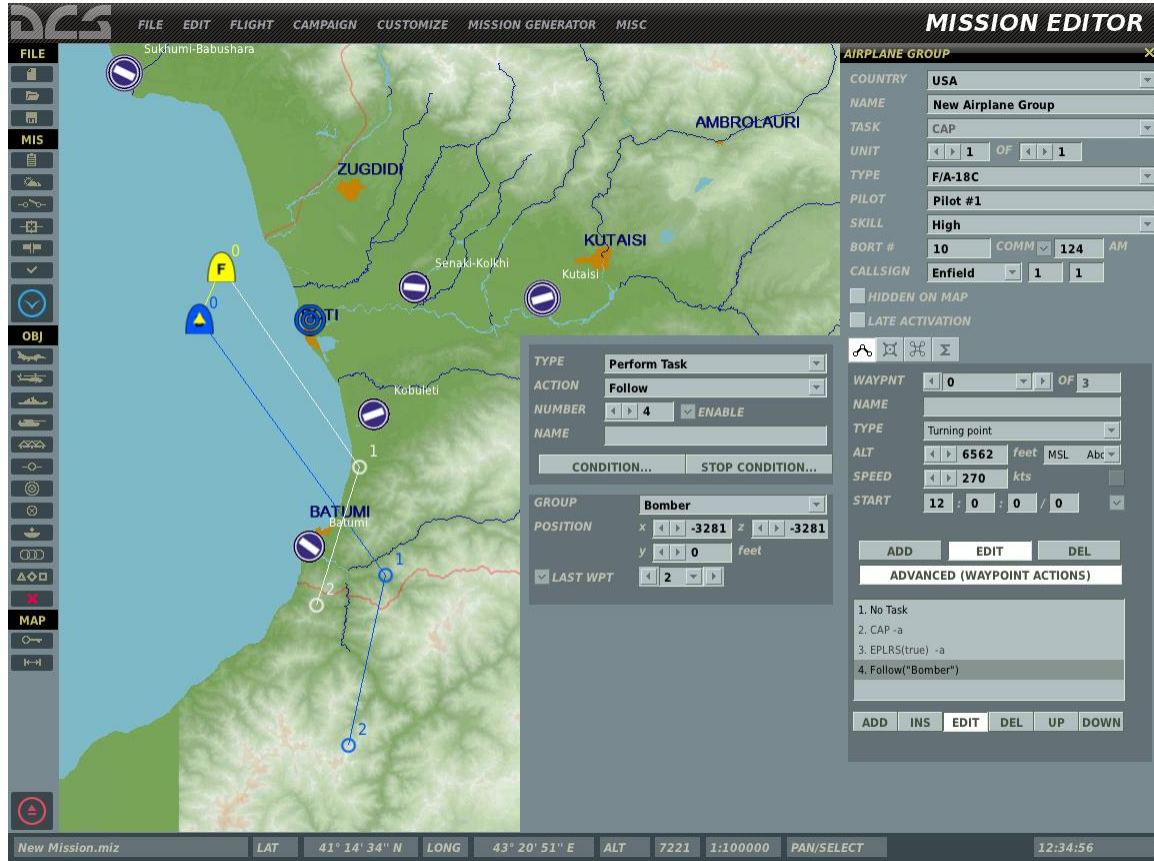 DCS
FILE EDIT FLIGHT CAMPAIGN CUSTOMIZE MISSION GENERATOR MISC
MISSION EDITOR
FILE
MIS
OBJ
MAP
Sukhumi-Babushara
AMBROLAURI
ZUGDIDI
KUTAISI
Senaki-Kolkhi
Kutaisi
0
F
0
TI
Kobuleti
1
BATUMI
Batumi
1
2
2
TYPE Perform Task
ACTION Follow
NUMBER 4 ENABLE
NAME
CONDITION... STOP CONDITION...
GROUP Bomber
POSITION x -3281 z -3281
y 0 feet
LAST WPT 2
AIRPLANE GROUP
COUNTRY USA
NAME New Airplane Group
TASK CAP
UNIT 1 OF 1
TYPE F/A-18C
PILOT Pilot #1
SKILL High
BORT # 10 COMM 124 AM
CALLSIGN Enfield 1 1
HIDDEN ON MAP
LATE ACTIVATION
Σ
WAYPNT 0 OF 3
NAME
TYPE Turning point
ALT 6562 feet MSL Abo
SPEED 270 kts
START 12 : 0 : 0 / 0
ADD EDIT DEL
ADVANCED (WAYPOINT ACTIONS)
1. No Task
2. CAP -a
3. EPLRS(true) -a
4. Follow("Bomber")
ADD INS EDIT DEL UP DOWN
New Mission.miz LAT 41° 14' 34" N LONG 43° 20' 51" E ALT 7221 1:100000 PAN/SELECT 12:34:56